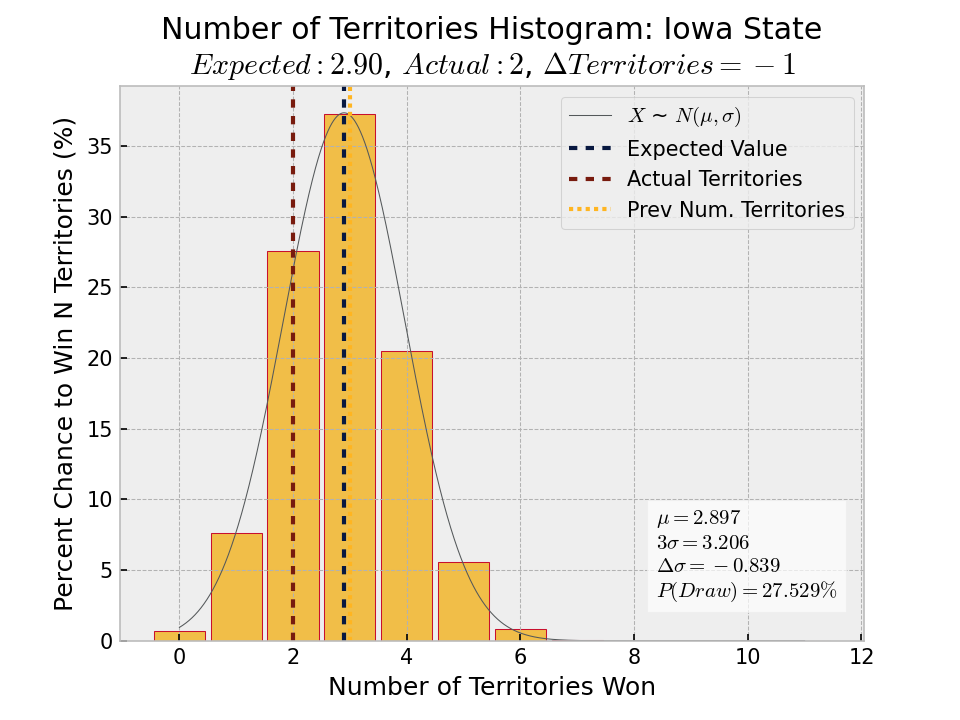 Number of Territories Histogram: Iowa State
Expected : 2.90, Actual : 2, ΔTerritories = −1
Percent Chance to Win N Territories (%)
35
30
25
20
15
10
5
0
X ~ N(μ, σ)
Expected Value
Actual Territories
Prev Num. Territories
μ = 2.897
3σ = 3.206
Δσ = −0.839
P(Draw) = 27.529%
0 2 4 6 8 10 12
Number of Territories Won